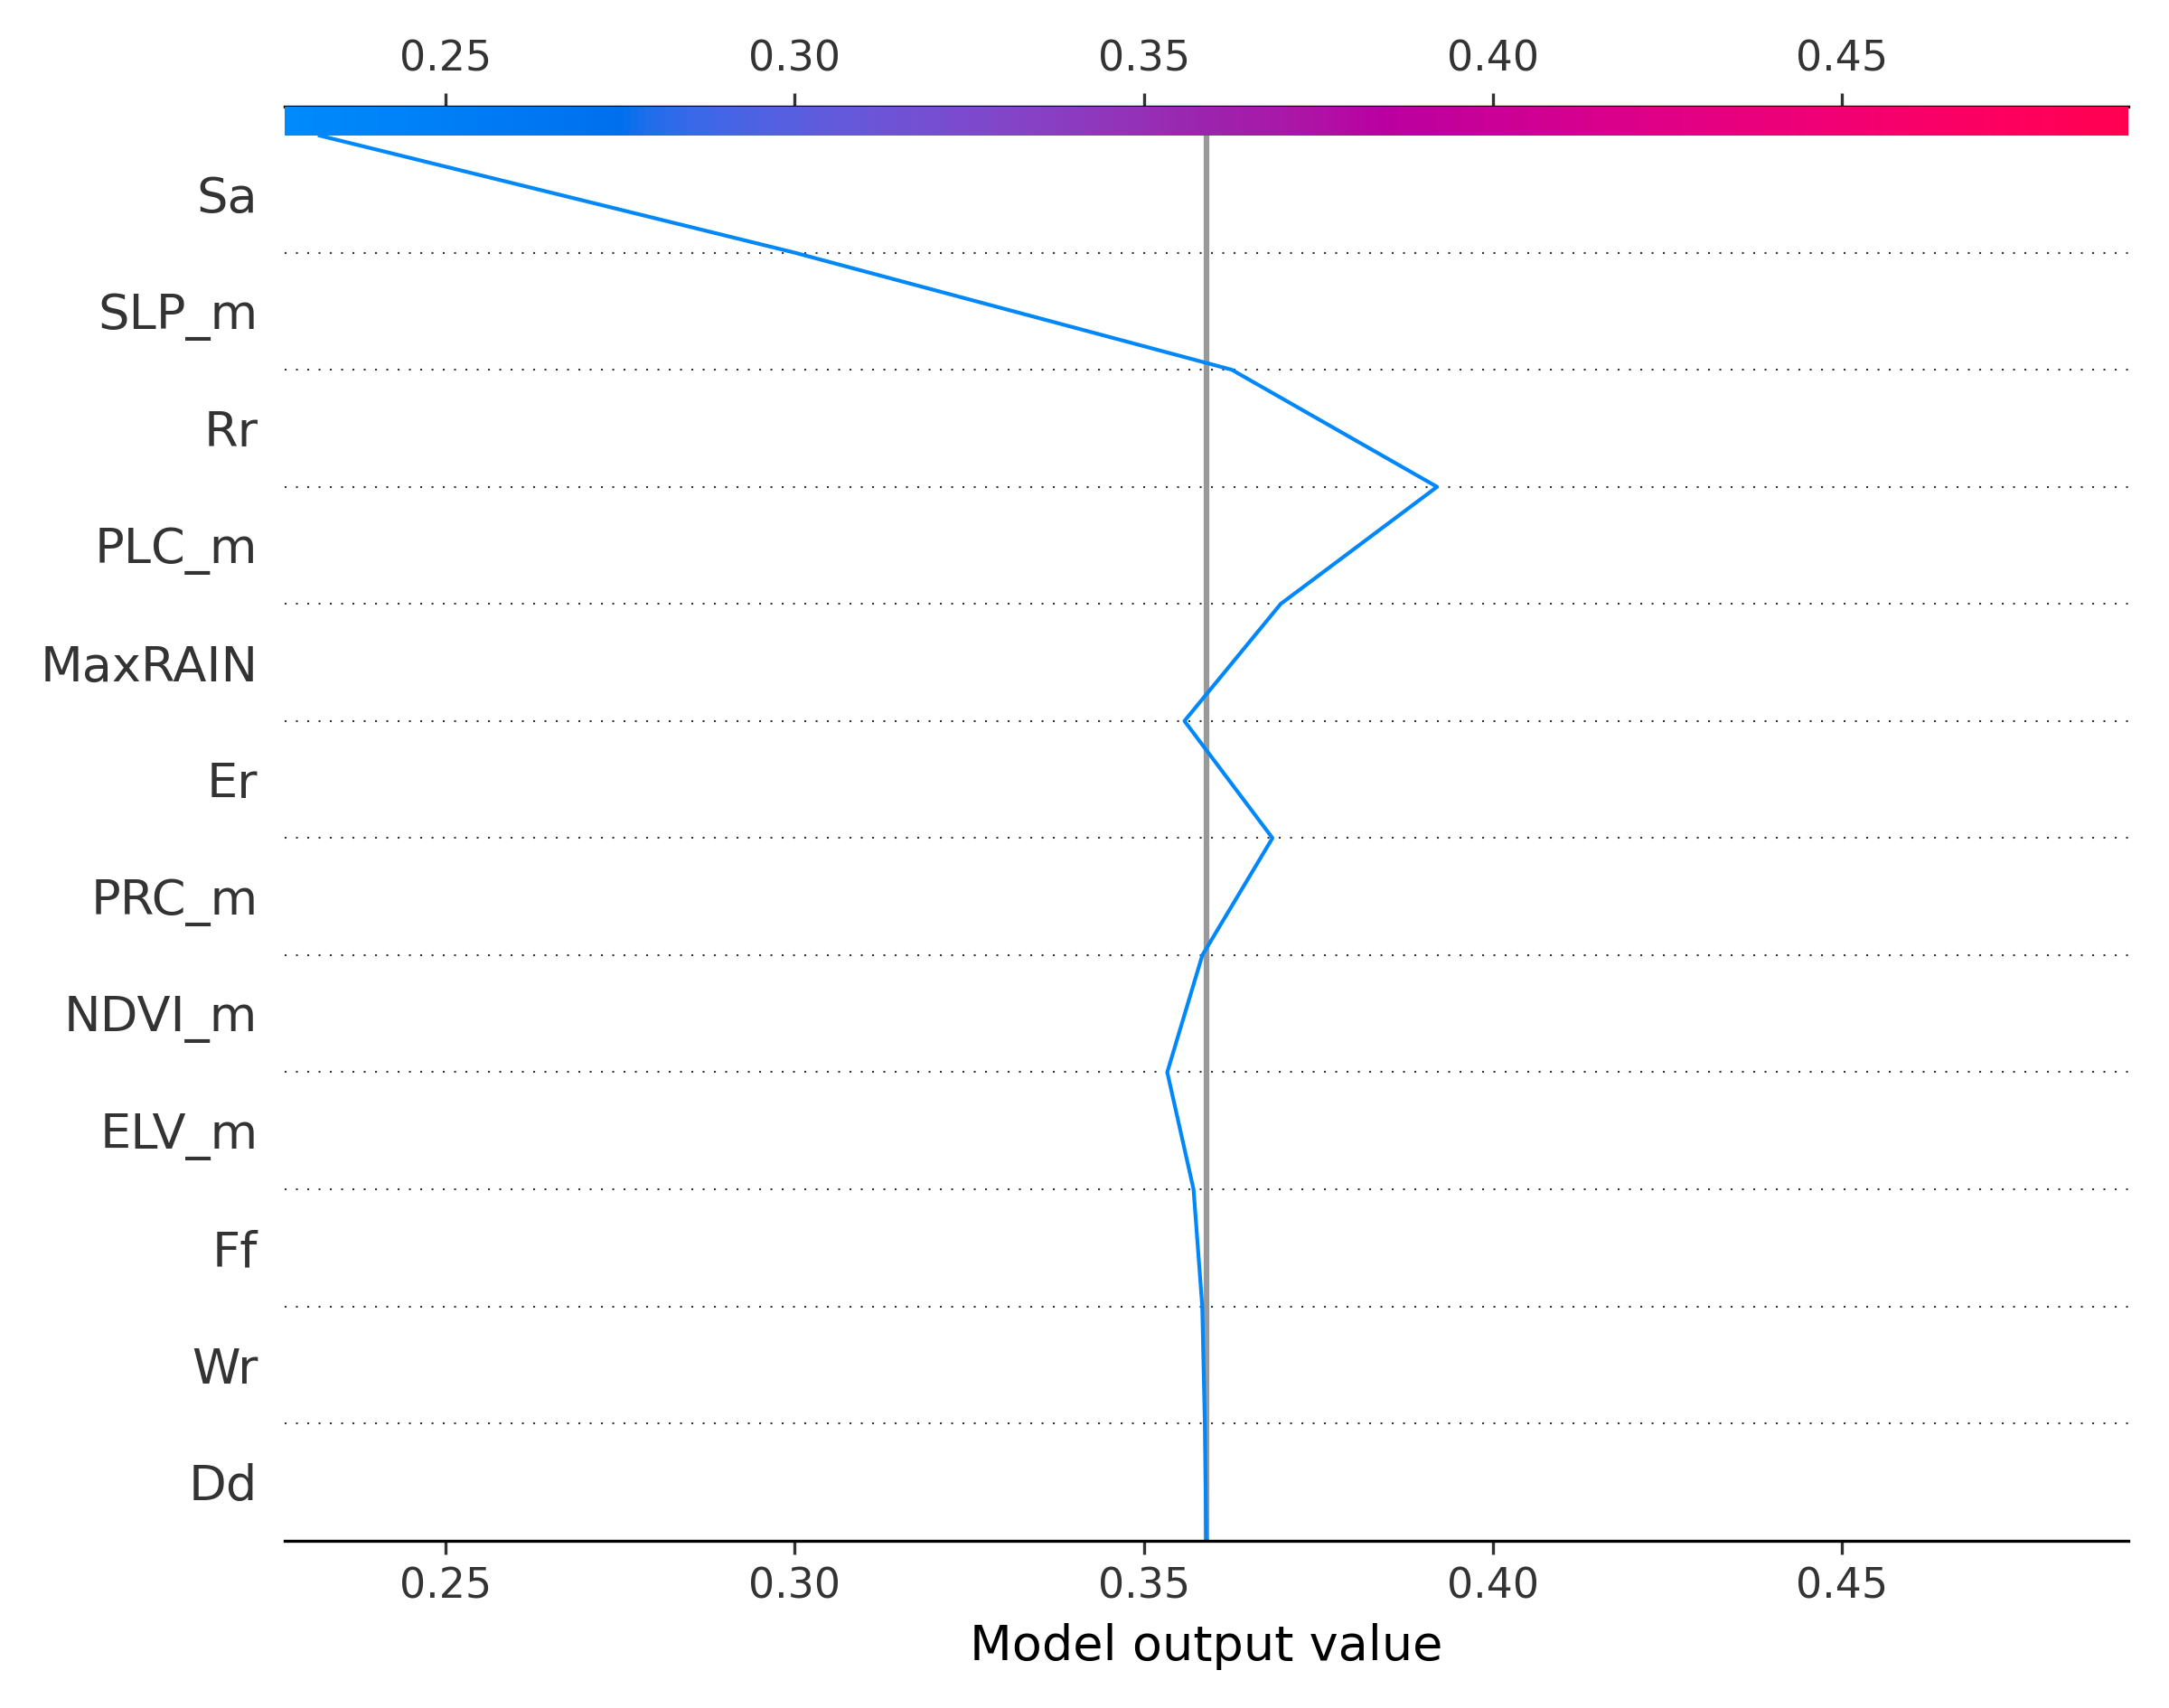 0.25 0.30 0.35 0.40 0.45
Sa
SLP_m
Rr
PLC_m
MaxRAIN
Er
PRC_m
NDVI_m
ELV_m
Ff
Wr
Dd
0.25 0.30 0.35 0.40 0.45
Model output value